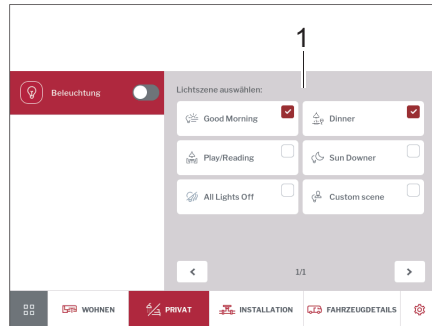 1
Beleuchtung
Lichtszene auswählen:
Good Morning
Dinner
Play/Reading
Sun Downer
All Lights Off
Custom scene
1/1
WOHNEN
PRIVAT
INSTALLATION
FAHRZEUGDETAILS